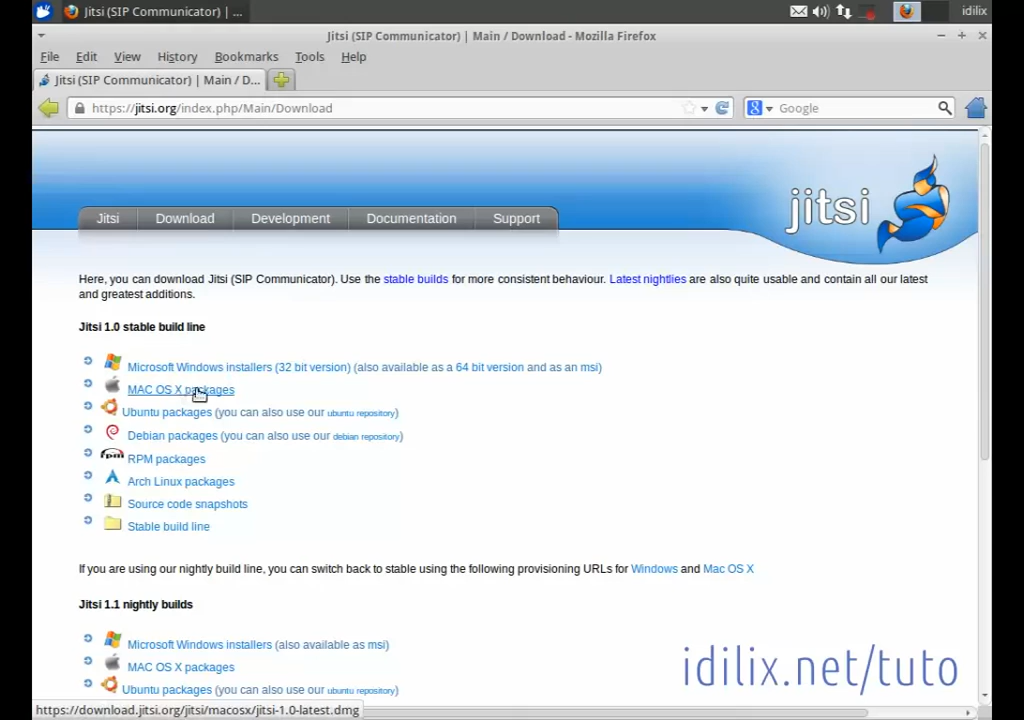 Jitsi (SIP Communicator) | ...
idilix
Jitsi (SIP Communicator) | Main / Download - Mozilla Firefox
File Edit View History Bookmarks Tools Help
Jitsi (SIP Communicator) | Main / D...
https://jitsi.org/index.php/Main/Download
8 Google
jitsi
Jitsi Download Development Documentation Support
Here, you can download Jitsi (SIP Communicator). Use the stable builds for more consistent behaviour. Latest nightlies are also quite usable and contain all our latest
and greatest additions.
Jitsi 1.0 stable build line
Microsoft Windows installers (32 bit version) (also available as a 64 bit version and as an msi)
MAC OS X packages
Ubuntu packages (you can also use our ubuntu repository)
Debian packages (you can also use our debian repository)
rpm RPM packages
Arch Linux packages
Source code snapshots
Stable build line
If you are using our nightly build line, you can switch back to stable using the following provisioning URLs for Windows and Mac OS X
Jitsi 1.1 nightly builds
Microsoft Windows installers (also available as msi)
MAC OS X packages
Ubuntu packages (you can also use our ubuntu repository)
idilix.net/tuto
https://download.jitsi.org/jitsi/macosx/jitsi-1.0-latest.dmg